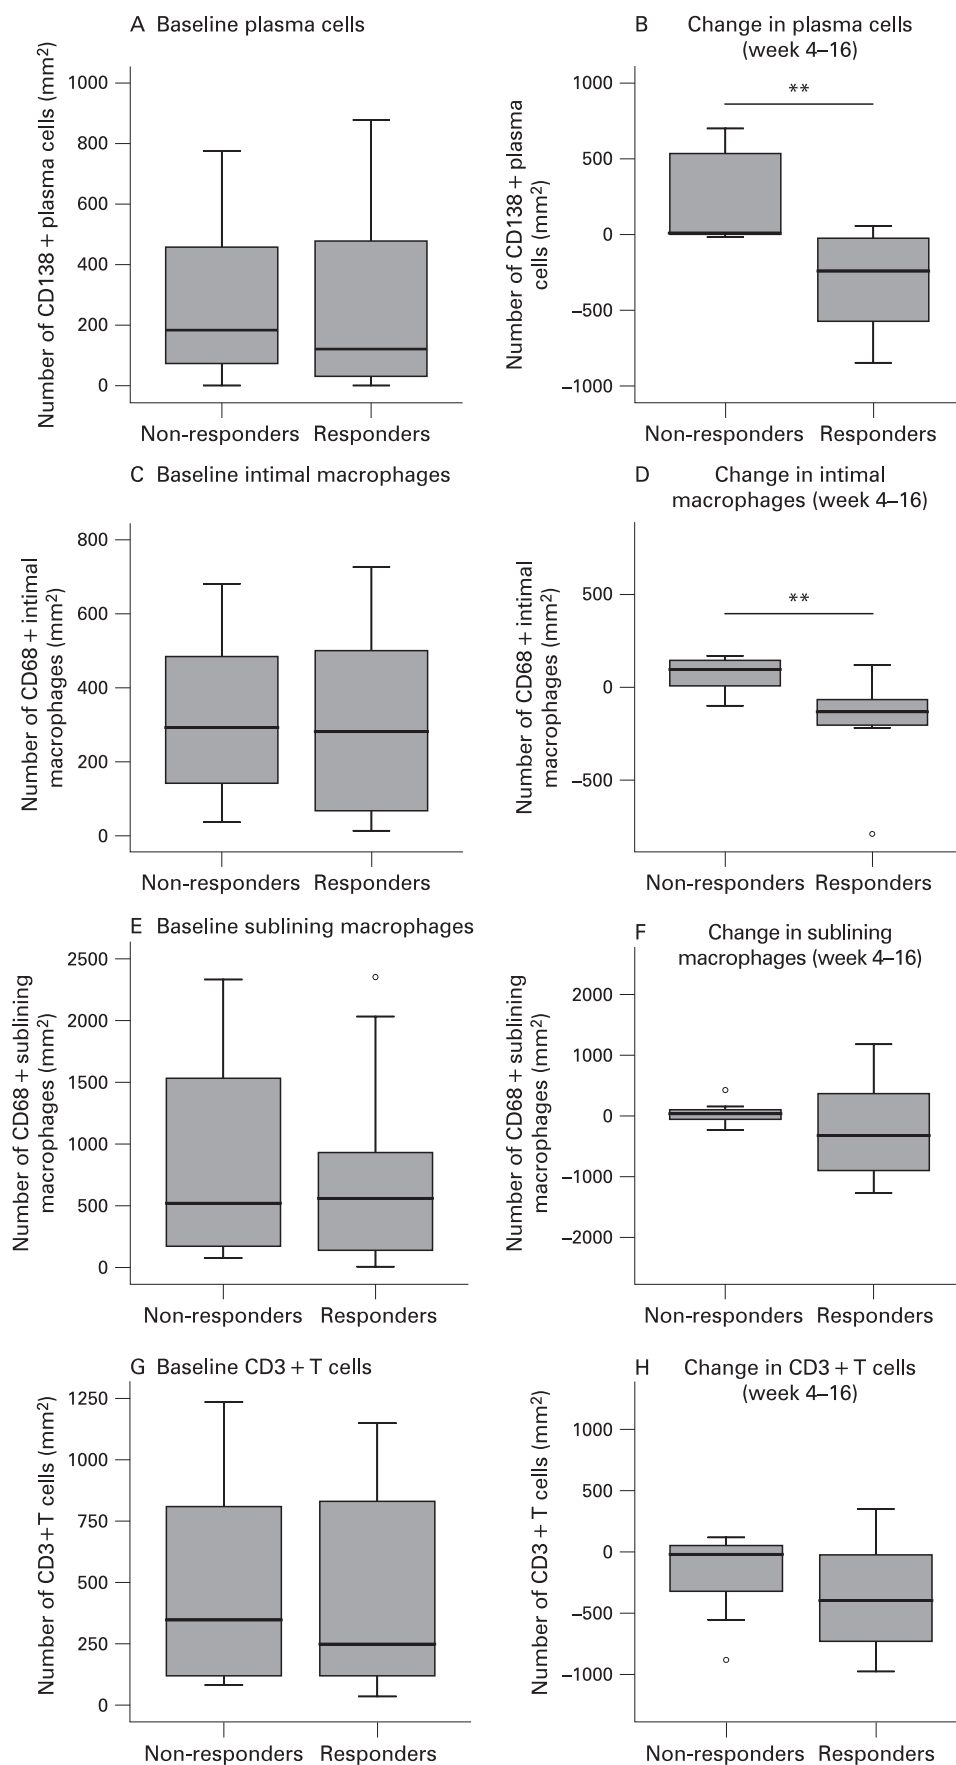 A Baseline plasma cells
Number of CD138 + plasma cells (mm2)
1000
800
600
400
200
0
Non-responders Responders
B Change in plasma cells
(week 4–16)
Number of CD138 + plasma
cells (mm2)
1000
500
0
−500
−1000
**
Non-responders Responders
C Baseline intimal macrophages
Number of CD68 + intimal
macrophages (mm2)
800
600
400
200
0
Non-responders Responders
D Change in intimal
macrophages (week 4–16)
Number of CD68 + intimal
macrophages (mm2)
500
0
−500
**
Non-responders Responders
E Baseline sublining macrophages
Number of CD68 + sublining
macrophages (mm2)
2500
2000
1500
1000
500
0
Non-responders Responders
F Change in sublining
macrophages (week 4–16)
Number of CD68 + sublining
macrophages (mm2)
2000
1000
0
−1000
−2000
Non-responders Responders
G Baseline CD3 + T cells
Number of CD3+ T cells (mm2)
1250
1000
750
500
250
0
Non-responders Responders
H Change in CD3 + T cells
(week 4–16)
Number of CD3 + T cells (mm2)
1000
500
0
−500
−1000
Non-responders Responders